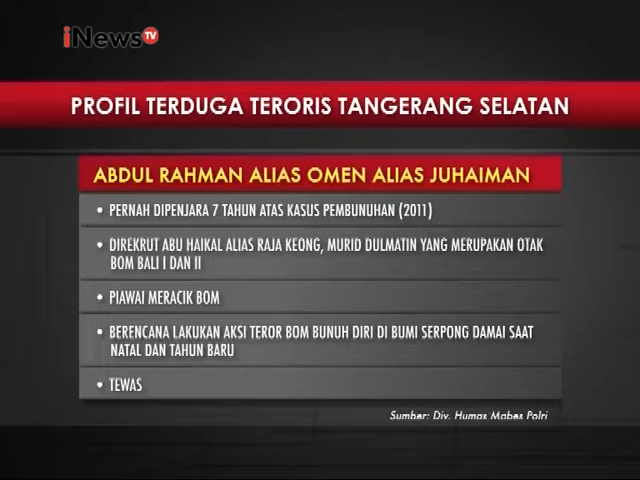 iNews TV
PROFIL TERDUGA TERORIS TANGERANG SELATAN
ABDUL RAHMAN ALIAS OMEN ALIAS JUHAIMAN
• PERNAH DIPENJARA 7 TAHUN ATAS KASUS PEMBUNUHAN (2011)
• DIREKRUT ABU HAIKAL ALIAS RAJA KEONG, MURID DULMATIN YANG MERUPAKAN OTAK
BOM BALI I DAN II
• PIAWAI MERACIK BOM
• BERENCANA LAKUKAN AKSI TEROR BOM BUNUH DIRI DI BUMI SERPONG DAMAI SAAT
NATAL DAN TAHUN BARU
• TEWAS
Sumber: Div. Humas Mabes Polri